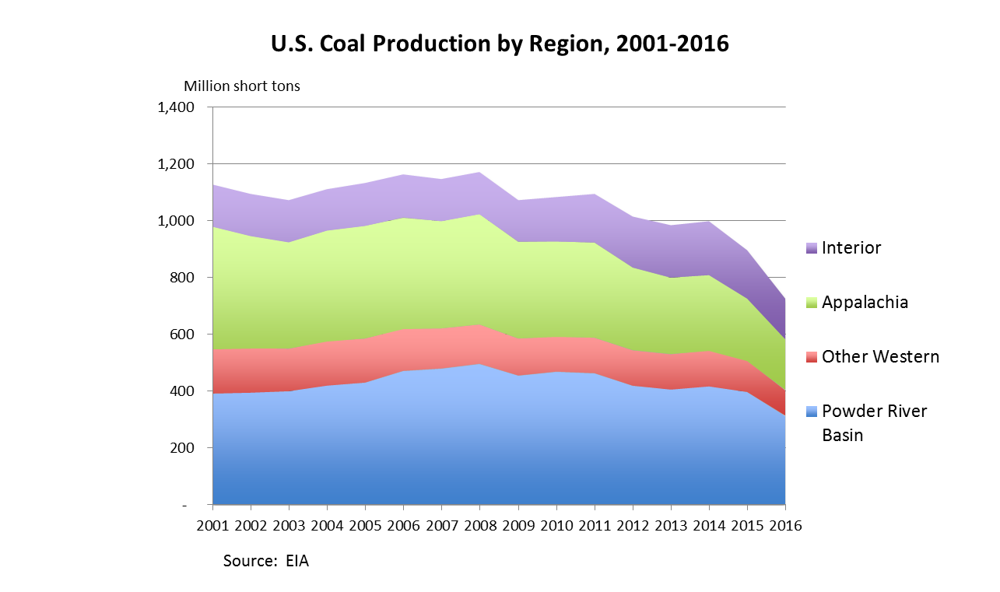 U.S. Coal Production by Region, 2001-2016
Million short tons
1,400
1,200
1,000
800
600
400
200
-
2001 2002 2003 2004 2005 2006 2007 2008 2009 2010 2011 2012 2013 2014 2015 2016
Interior
Appalachia
Other Western
Powder River
Basin
Source: EIA